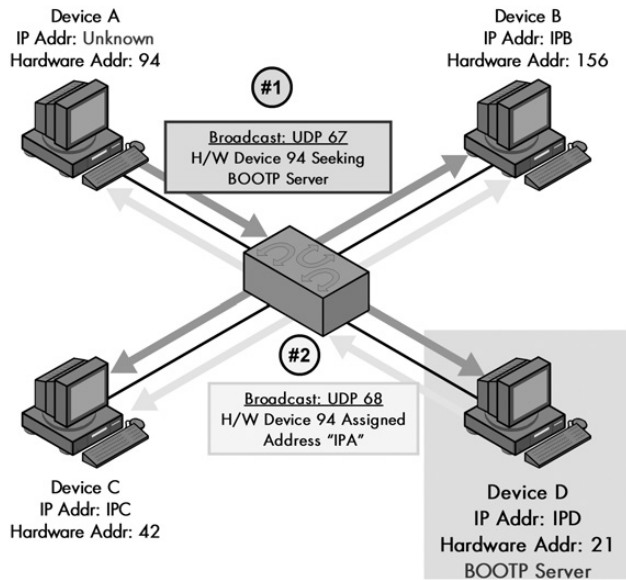 Device A
IP Addr: Unknown
Hardware Addr: 94
Device B
IP Addr: IPB
Hardware Addr: 156
#1
Broadcast: UDP 67
H/W Device 94 Seeking
BOOTP Server
#2
Broadcast: UDP 68
H/W Device 94 Assigned
Address “IPA”
Device C
IP Addr: IPC
Hardware Addr: 42
Device D
IP Addr: IPD
Hardware Addr: 21
BOOTP Server